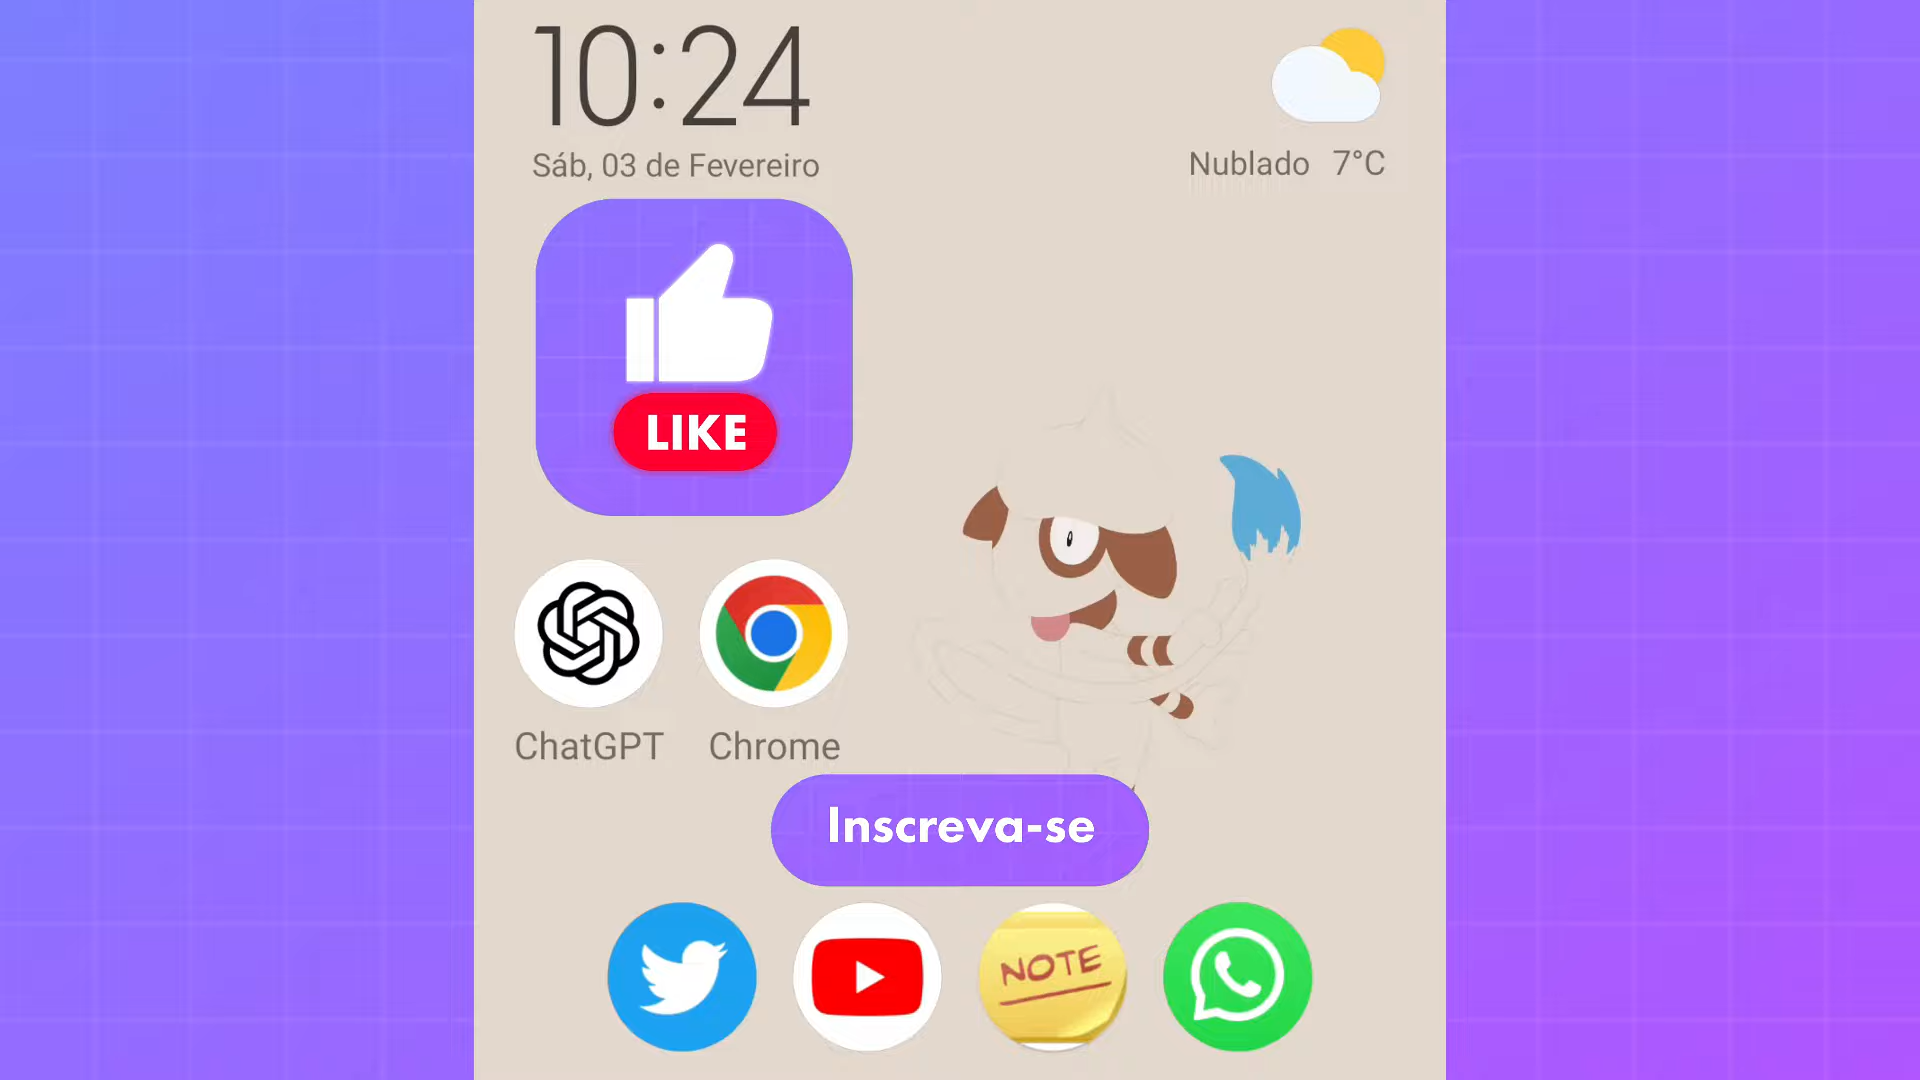 10:24
Sáb, 03 de Fevereiro
Nublado 7°C
LIKE
ChatGPT
Chrome
Inscreva-se
NOTE